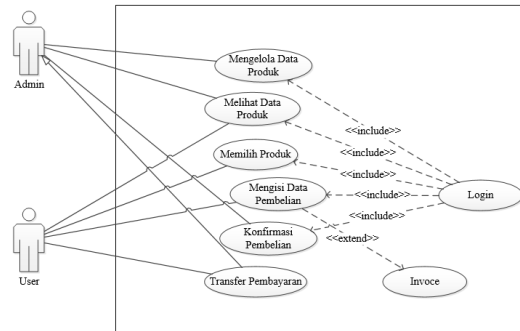 Admin
User
Mengelola Data
Produk
Melihat Data
Produk
Memilih Produk
Mengisi Data
Pembelian
Konfirmasi
Pembelian
Transfer Pembayaran
<<include>>
<<include>>
<<include>>
<<include>>
<<include>>
<<extend>>
Login
Invoce